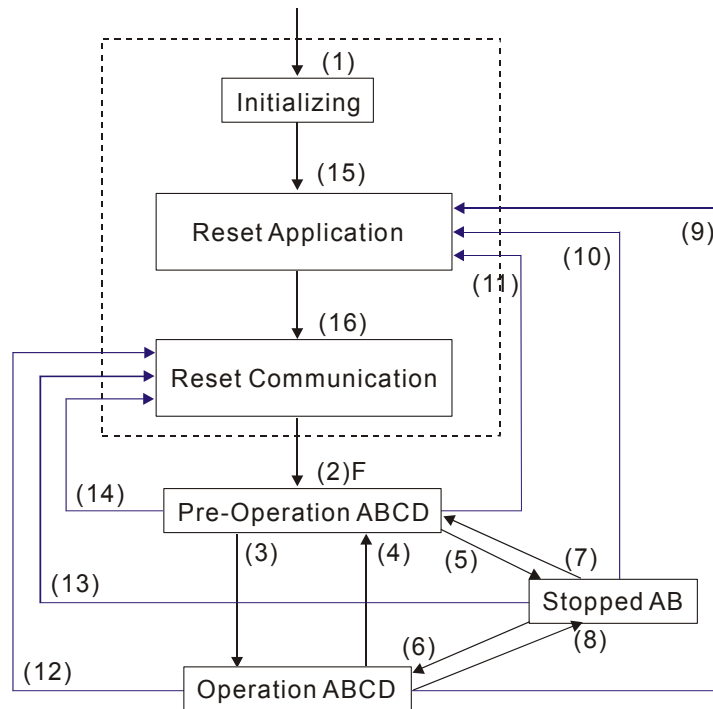 (1)
Initializing
(15)
Reset Application
(9)
(10)
(11)
(16)
Reset Communication
(2)F
(14)
Pre-Operation ABCD
(3)
(4)
(5)
(7)
(13)
Stopped AB
(6)
(8)
(12)
Operation ABCD